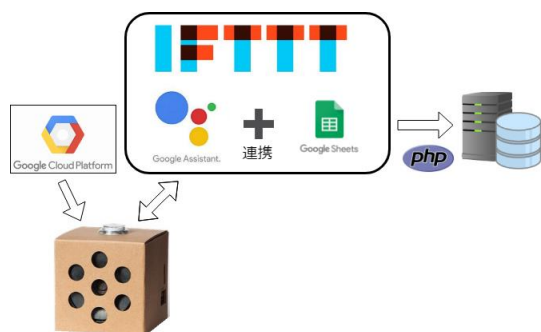 IFTTT
Google Assistant.
連携
Google Sheets
Google Cloud Platform
php